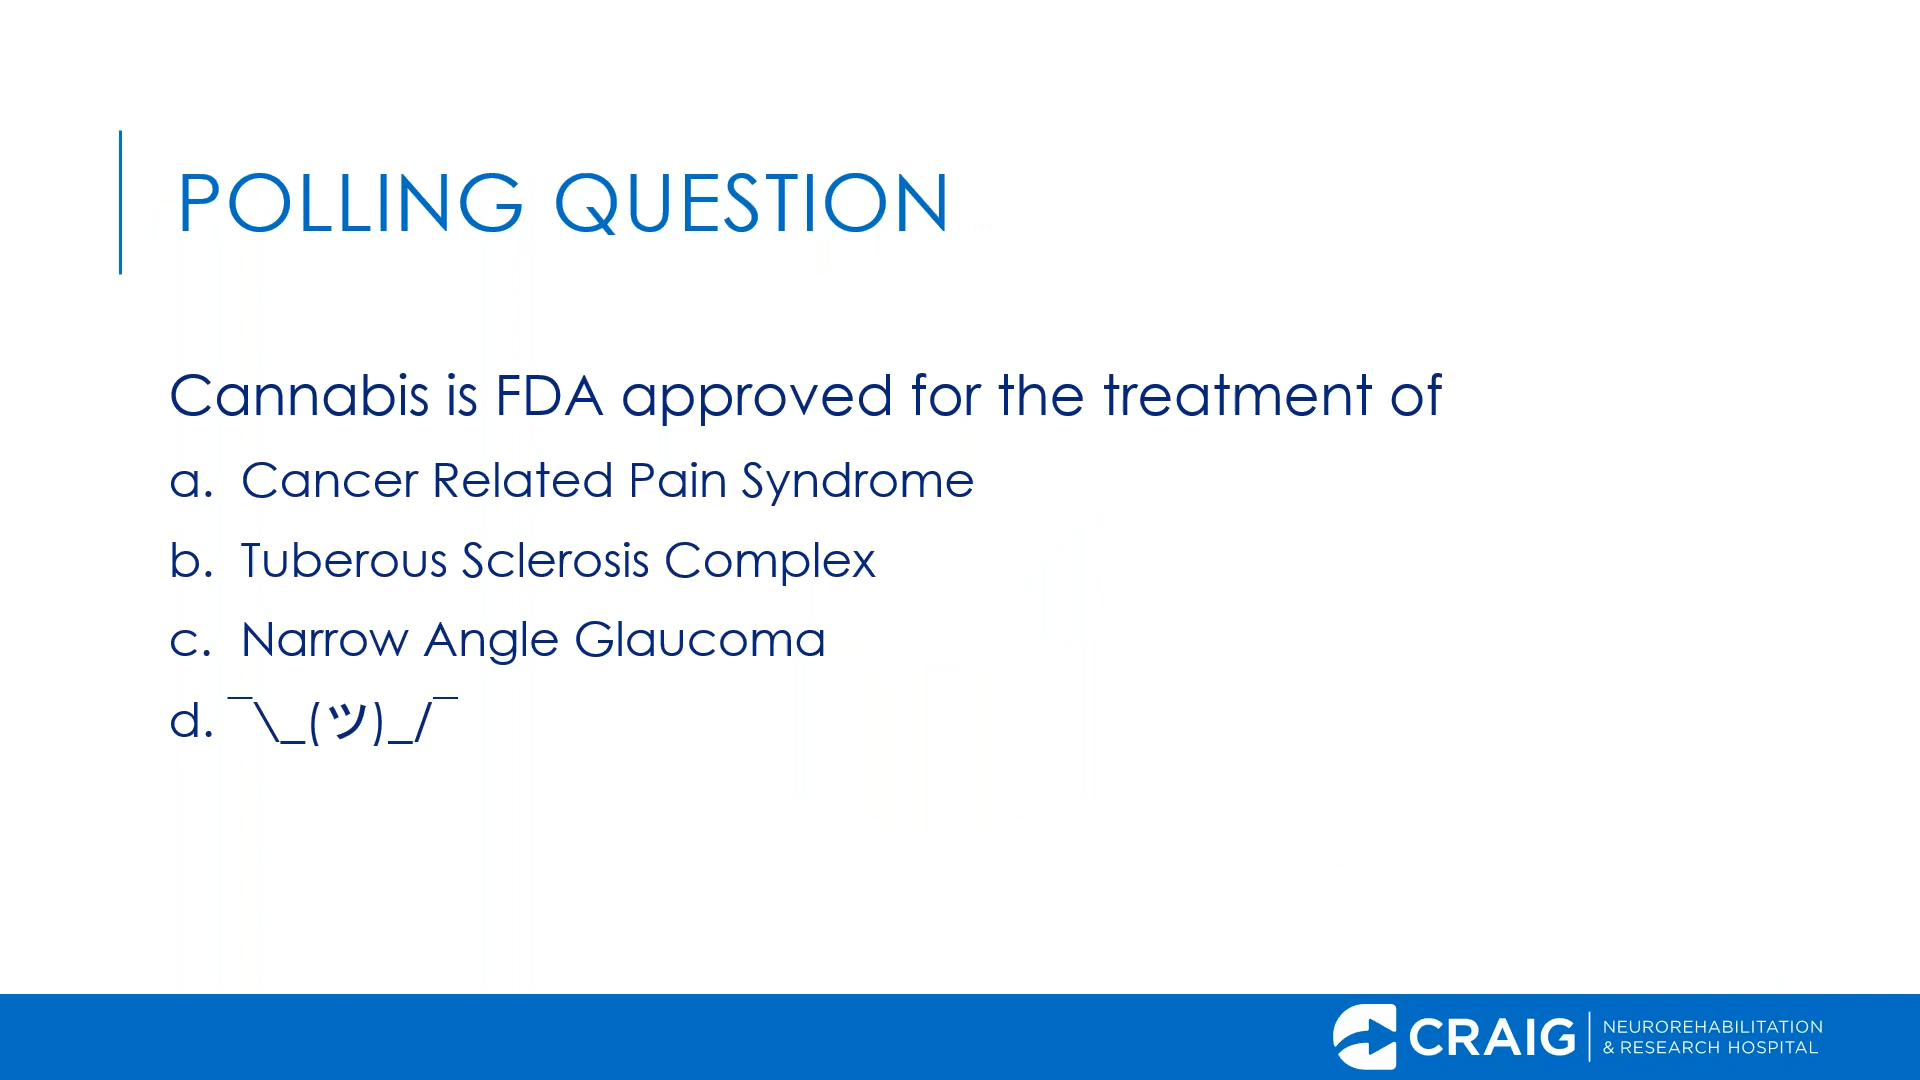 POLLING QUESTION
Cannabis is FDA approved for the treatment of
a. Cancer Related Pain Syndrome
b. Tuberous Sclerosis Complex
c. Narrow Angle Glaucoma
d. ¯\_(ツ)_/¯
CRAIG
NEUROREHABILITATION
& RESEARCH HOSPITAL